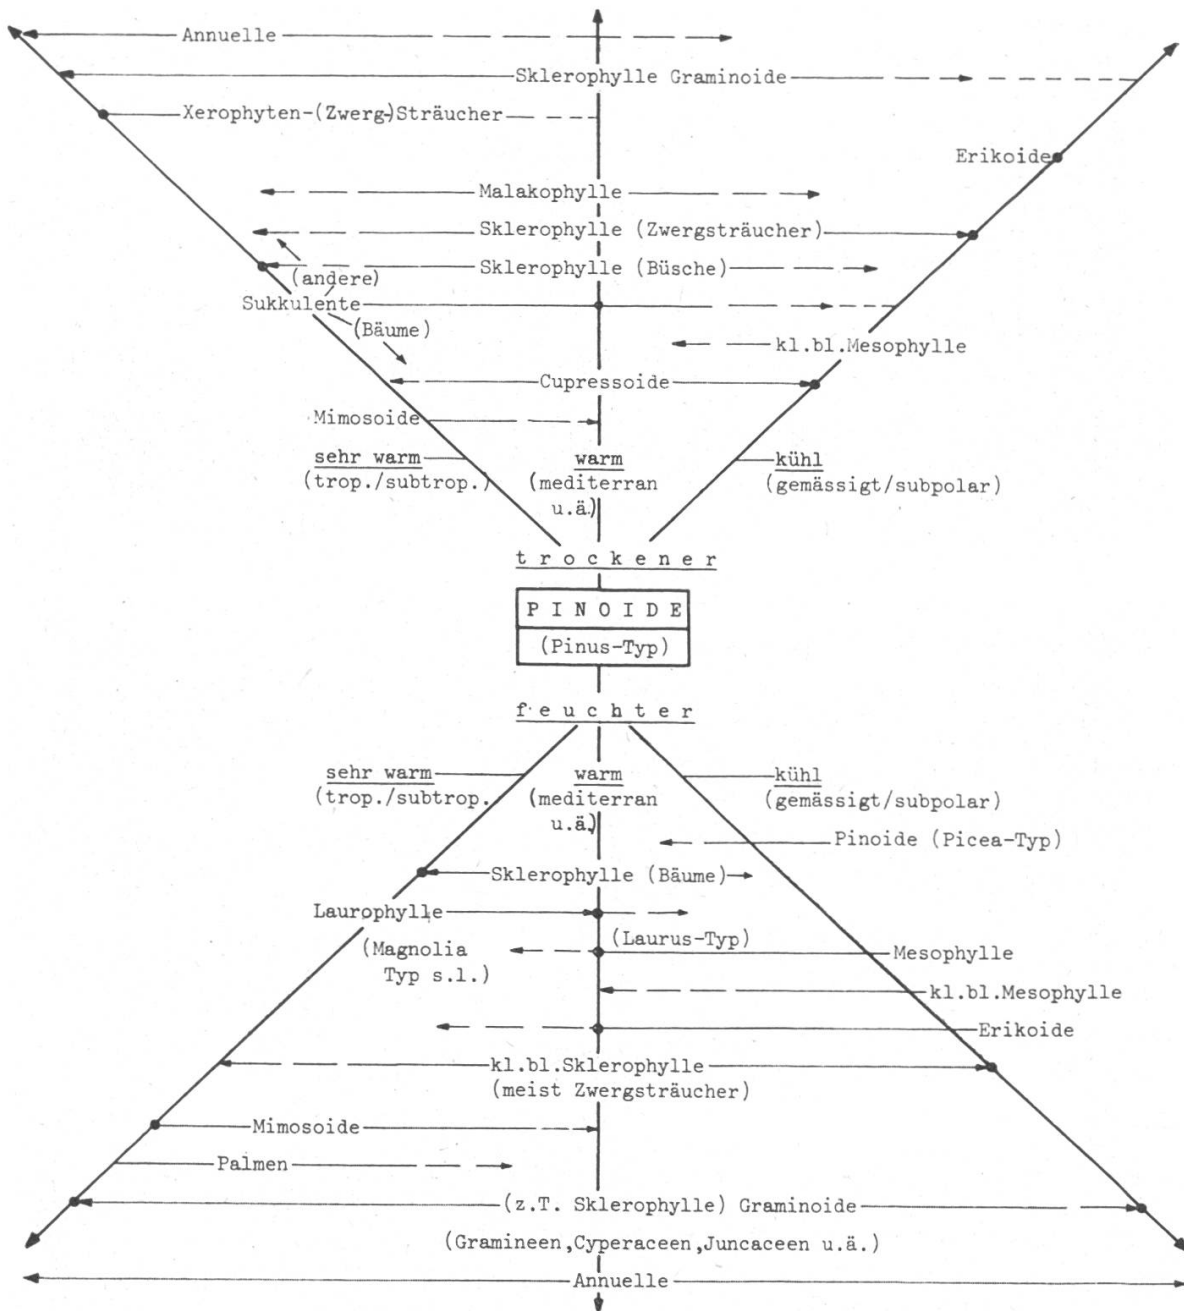 Annuelle
Sklerophylle Graminoide
Xerophyten-(Zwerg-)Sträucher
Erikoide
Malakophylle
Sklerophylle (Zwergsträucher)
Sklerophylle (Büsche)
(andere)
Sukkulente
(Bäume)
kl.bl.Mesophylle
Cupressoide
Mimosoide
sehr warm
(trop./subtrop.)
warm
(mediterran
u.ä.)
kühl
(gemässigt/subpolar)
trockener
PINOIDE
(Pinus-Typ)
feuchter
sehr warm
(trop./subtrop.
warm
(mediterran
u.ä.)
kühl
(gemässigt/subpolar)
Pinoide (Picea-Typ)
Sklerophylle (Bäume)
Laurophylle
(Laurus-Typ)
(Magnolia
Typ s.l.)
Mesophylle
kl.bl.Mesophylle
Erikoide
kl.bl.Sklerophylle
(meist Zwergsträucher)
Mimosoide
Palmen
(z.T. Sklerophylle) Graminoide
(Gramineen,Cyperaceen,Juncaceen u.ä.)
Annuelle